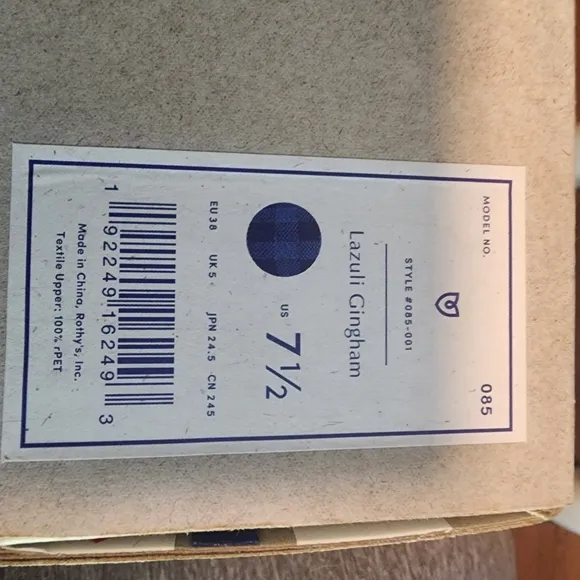 MODEL NO. 085
STYLE #085-001
Lazuli Gingham
US 7½
EU 38 UK 5 JPN 24.5 CN 245
1 92249 16249 3
Made in China, Rothy's, Inc.
Textile Upper: 100% rPET